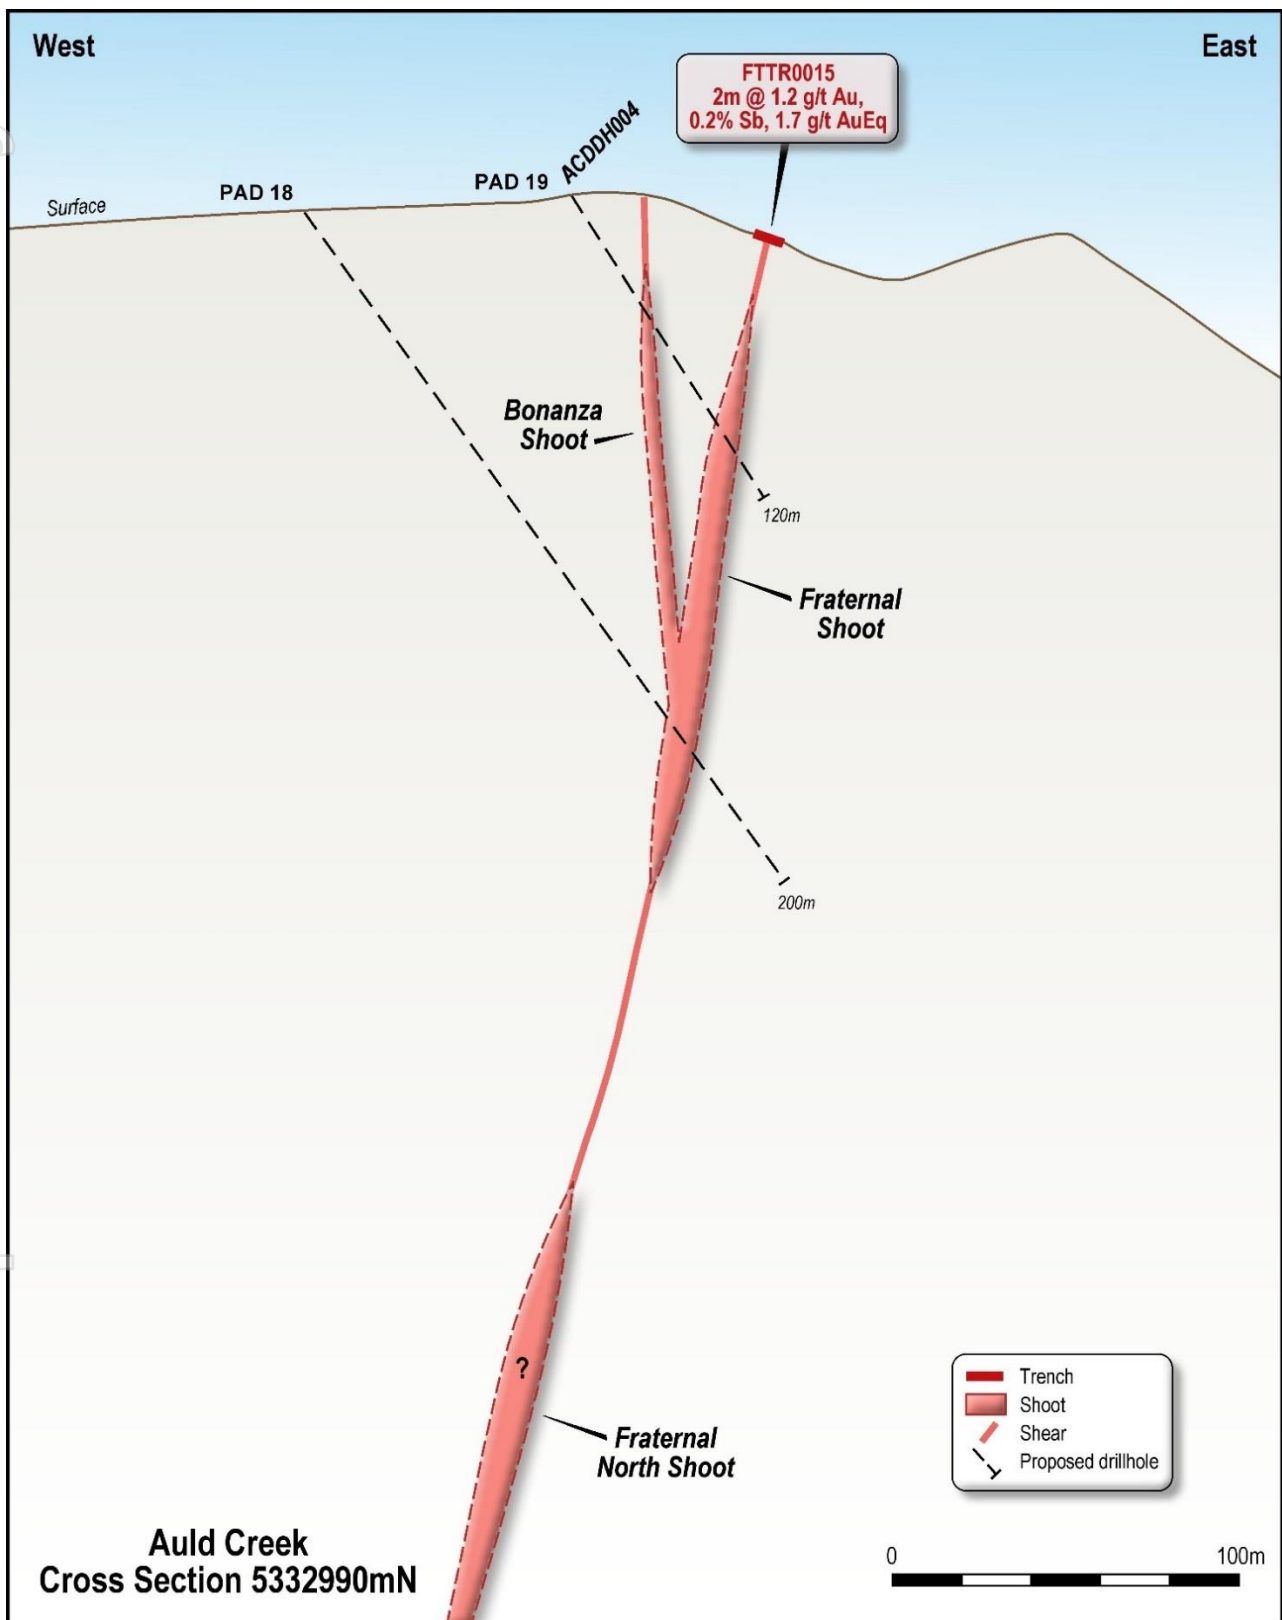 West
East
FTTR0015
2m @ 1.2 g/t Au,
0.2% Sb, 1.7 g/t AuEq
ACDDH004
PAD 19
PAD 18
Surface
Bonanza
Shoot
120m
Fraternal
Shoot
200m
?
Fraternal
North Shoot
Trench
Shoot
Shear
Proposed drillhole
Auld Creek
Cross Section 5332990mN
0
100m